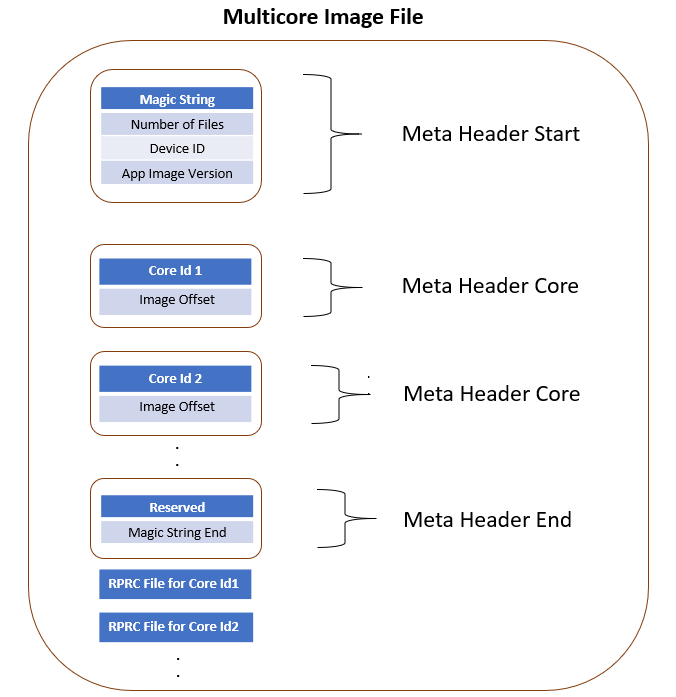 Multicore Image File
Magic String
Number of Files
Device ID
App Image Version
Meta Header Start
Core Id 1
Image Offset
Meta Header Core
Core Id 2
Image Offset
Meta Header Core
Reserved
Magic String End
Meta Header End
RPRC File for Core Id1
RPRC File for Core Id2